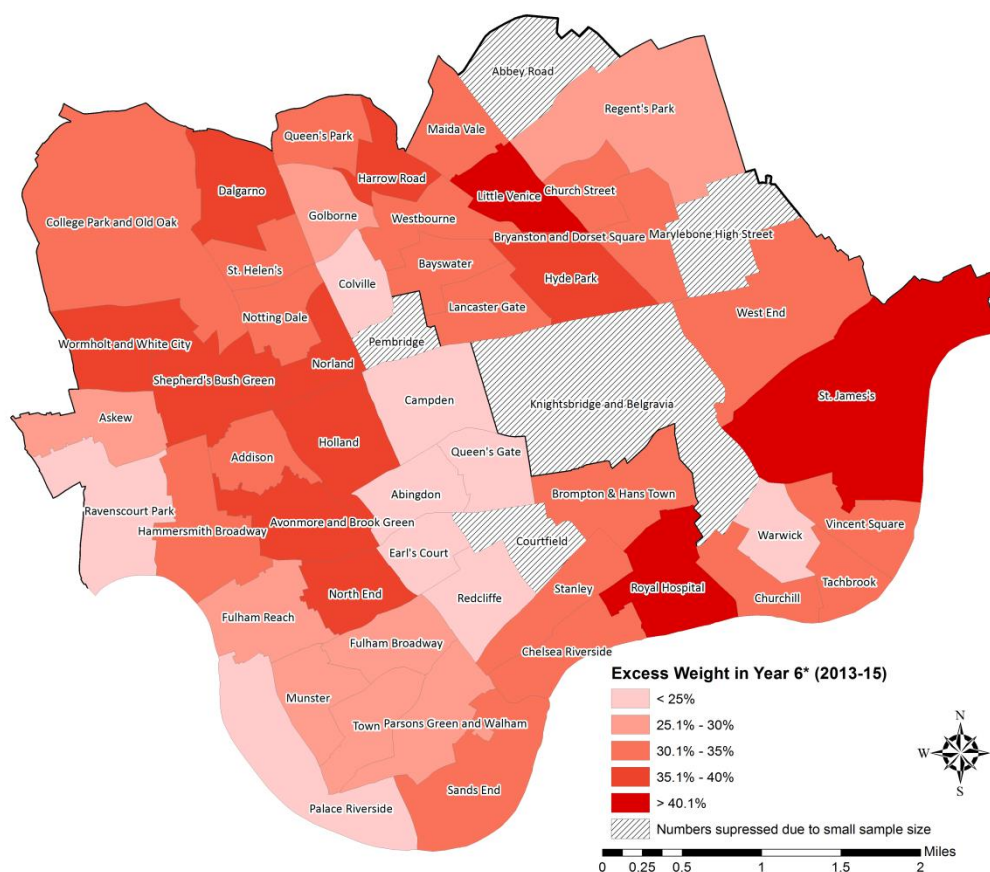 Abbey Road
Regent's Park
Maida Vale
Queen's Park
Harrow Road
Dalgarno
Little Venice
Church Street
Golborne
Westbourne
College Park and Old Oak
Bryanston and Dorset Square
Marylebone High Street
St. Helen's
Bayswater
Colville
Hyde Park
Lancaster Gate
West End
Notting Dale
Pembridge
Wormholt and White City
Norland
Shepherd's Bush Green
St. James's
Campden
Knightsbridge and Belgravia
Askew
Holland
Queen's Gate
Addison
Abingdon
Brompton & Hans Town
Ravenscourt Park
Avonmore and Brook Green
Vincent Square
Hammersmith Broadway
Warwick
Courtfield
Earl's Court
Tachbrook
Royal Hospital
Stanley
North End
Redcliffe
Churchill
Fulham Reach
Fulham Broadway
Chelsea Riverside
Munster
Town
Parsons Green and Walham
Sands End
Palace Riverside
Excess Weight in Year 6* (2013-15)
< 25%
25.1% - 30%
30.1% - 35%
35.1% - 40%
> 40.1%
Numbers supressed due to small sample size
N
W
E
S
Miles
0 0.25 0.5 1 1.5 2